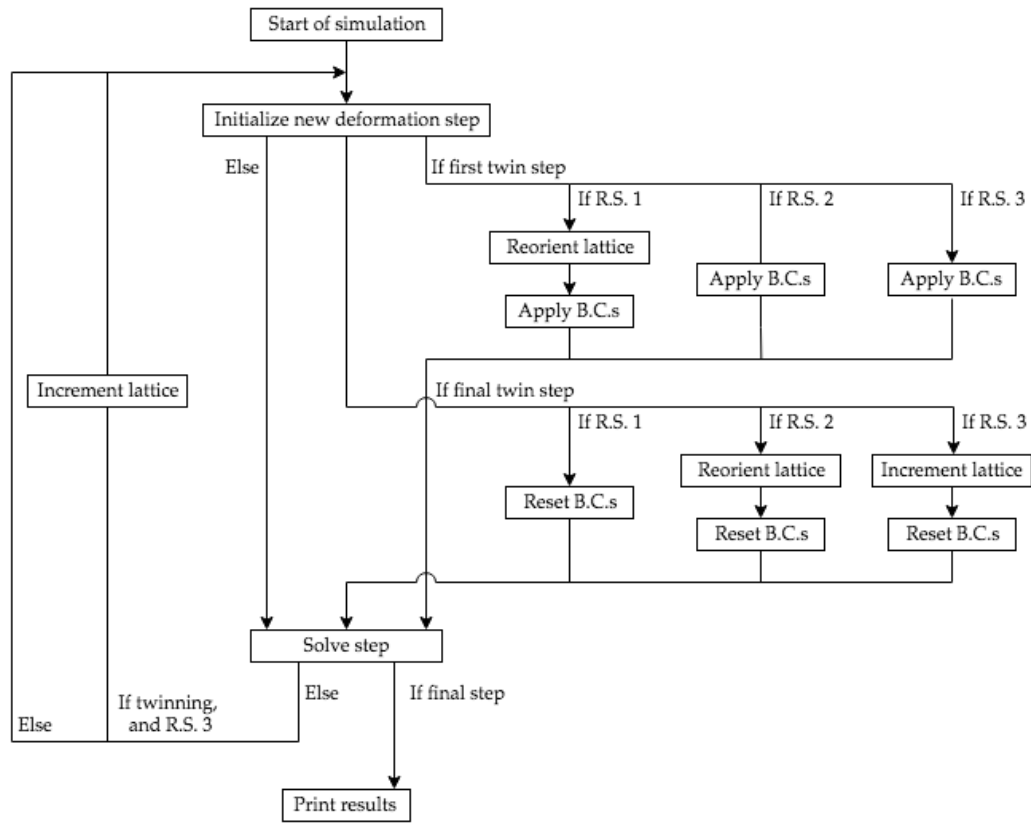 Start of simulation
Initialize new deformation step
Else
If first twin step
If R.S. 1
If R.S. 2
If R.S. 3
Reorient lattice
Apply B.C.s
Apply B.C.s
Apply B.C.s
Increment lattice
If final twin step
If R.S. 1
If R.S. 2
If R.S. 3
Reorient lattice
Increment lattice
Reset B.C.s
Reset B.C.s
Reset B.C.s
Solve step
Else
If final step
If twinning,
and R.S. 3
Else
Print results